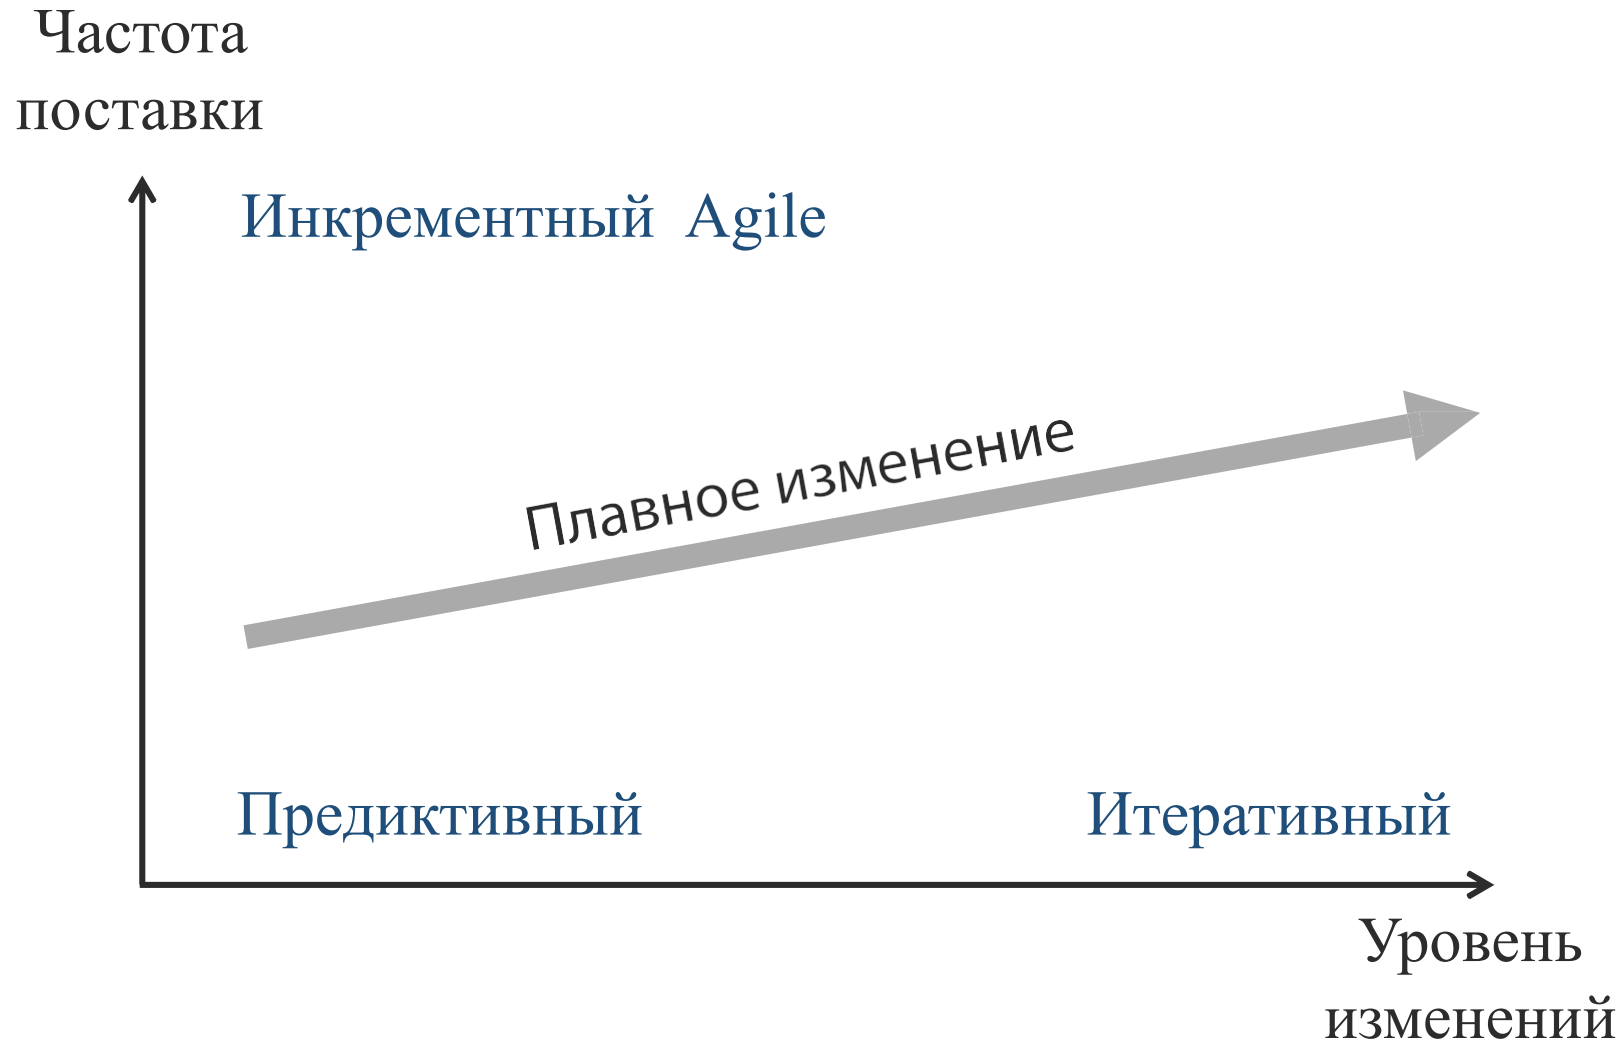 Частота
поставки
Инкрементный Agile
Плавное изменение
Предиктивный
Итеративный
Уровень
изменений